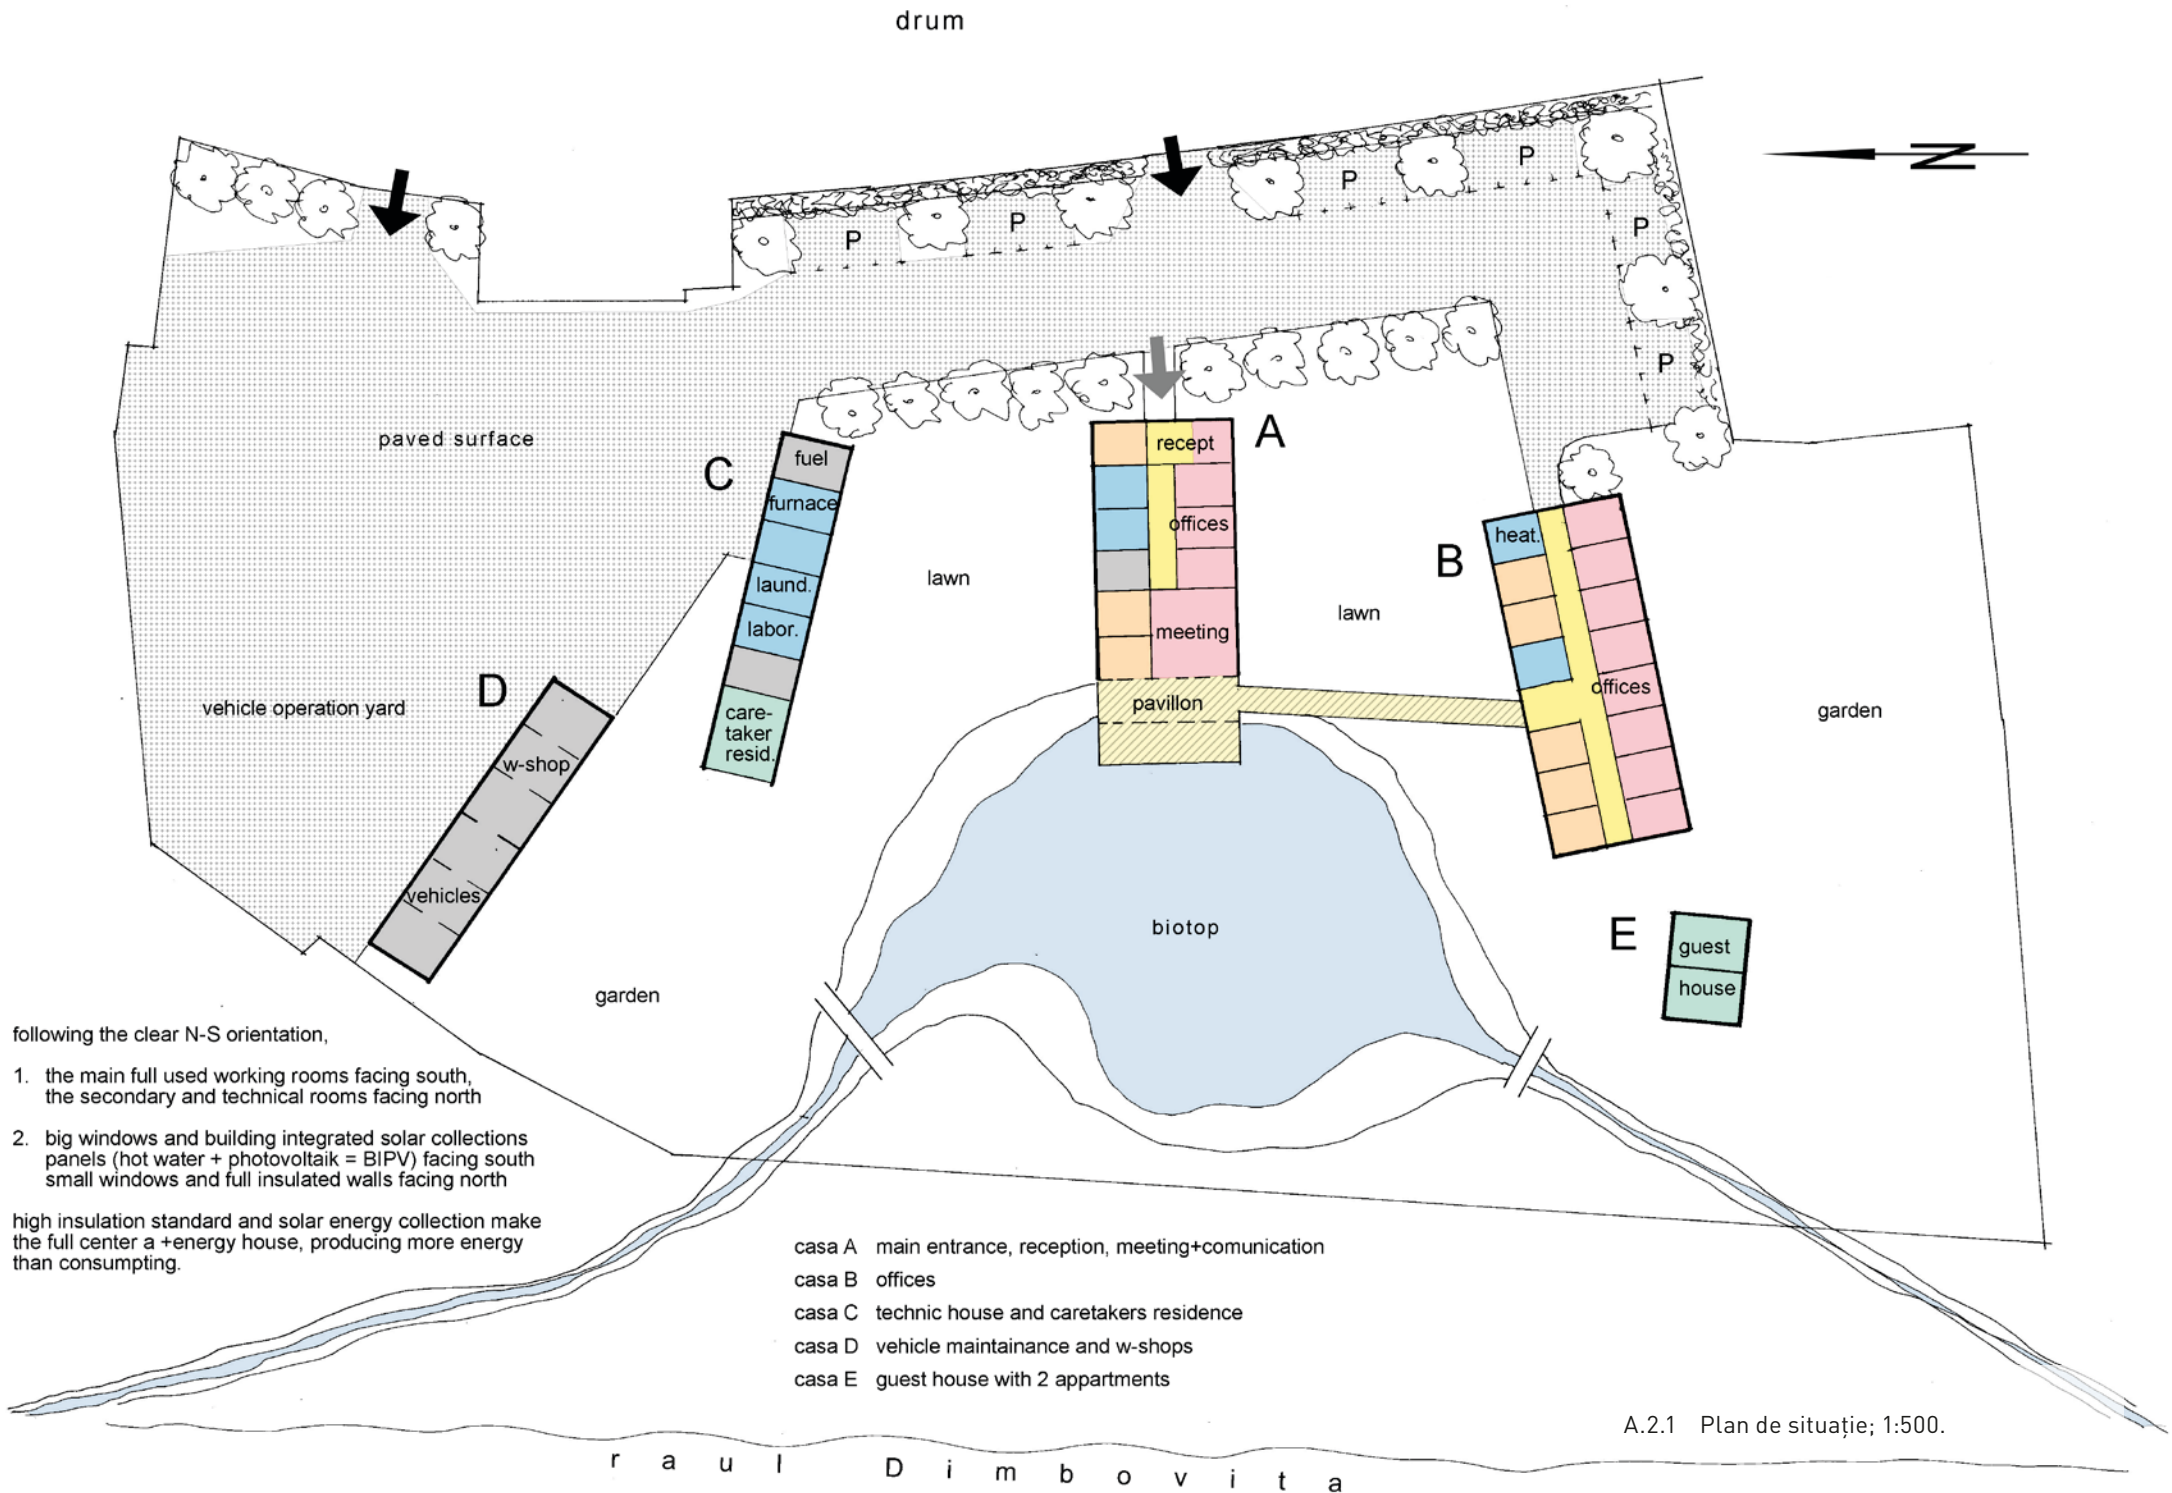 drum
P
P
P
P
P
P
N
paved surface
C
fuel
furnace
laund.
labor.
care-
taker
resid.
lawn
A
recept
offices
meeting
pavillon
lawn
B
heat.
offices
garden
D
vehicle operation yard
w-shop
vehicles
garden
biotop
E
guest
house
following the clear N-S orientation,
1. the main full used working rooms facing south,
the secondary and technical rooms facing north
2. big windows and building integrated solar collections
panels (hot water + photovoltaik = BIPV) facing south
small windows and full insulated walls facing north
high insulation standard and solar energy collection make
the full center a +energy house, producing more energy
than consumpting.
casa A main entrance, reception, meeting+comunication
casa B offices
casa C technic house and caretakers residence
casa D vehicle maintainance and w-shops
casa E guest house with 2 appartments
A.2.1 Plan de situație; 1:500.
raul Dimbovita